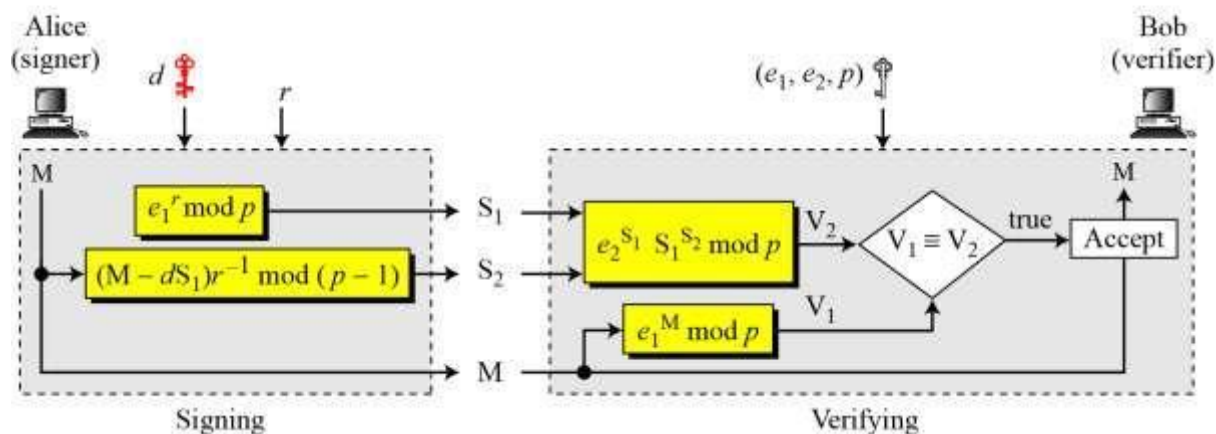 Alice
(signer)
d
r
(e₁, e₂, p)
Bob
(verifier)
M
e₁ʳ mod p
(M – dS₁)r⁻¹ mod (p – 1)
S₁
S₂
M
e₂^S₁ S₁^S₂ mod p
V₂
V₁ ≡ V₂
true
M
Accept
e₁^M mod p
V₁
Signing
Verifying